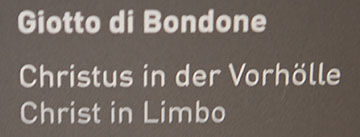 Giotto di Bondone
Christus in der Vorhölle
Christ in Limbo